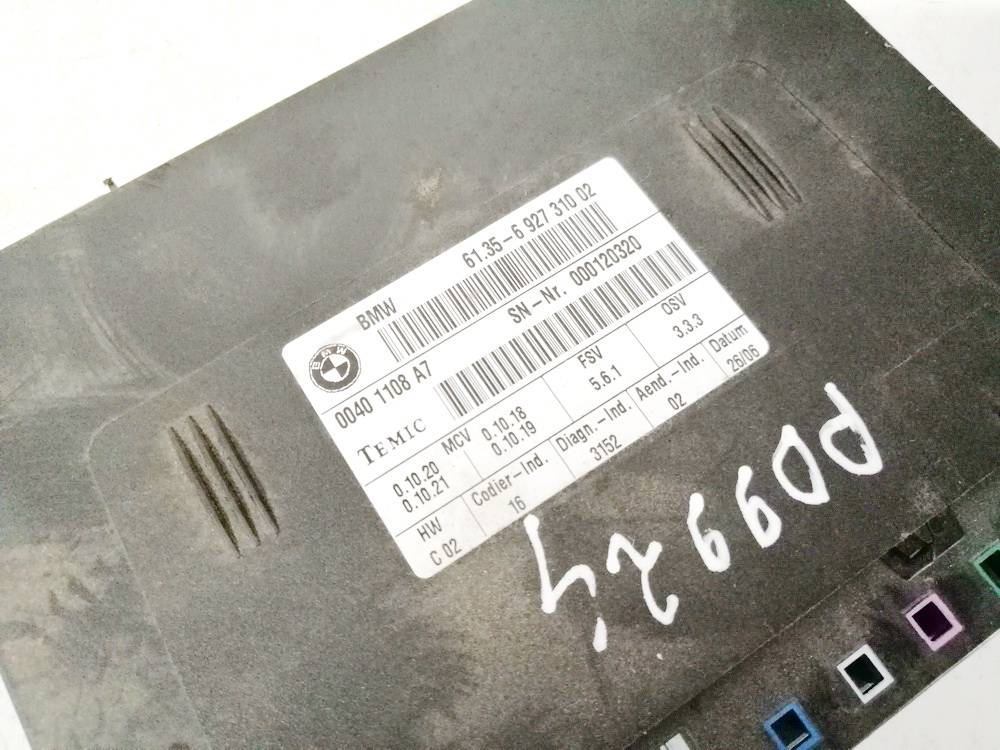 BMW 61.35-6 927 310 02
BMW
SN-Nr. 000120320
0040 1108 A7
TEMIC
MCV 0.10.18 FSV OSV
0.10.20 0.10.19 5.6.1 3.3.3
0.10.21
HW Codier-Ind. Diagn.-Ind. Aend.-Ind. Datum
C 02 16 3152 02 26/06
PD9924